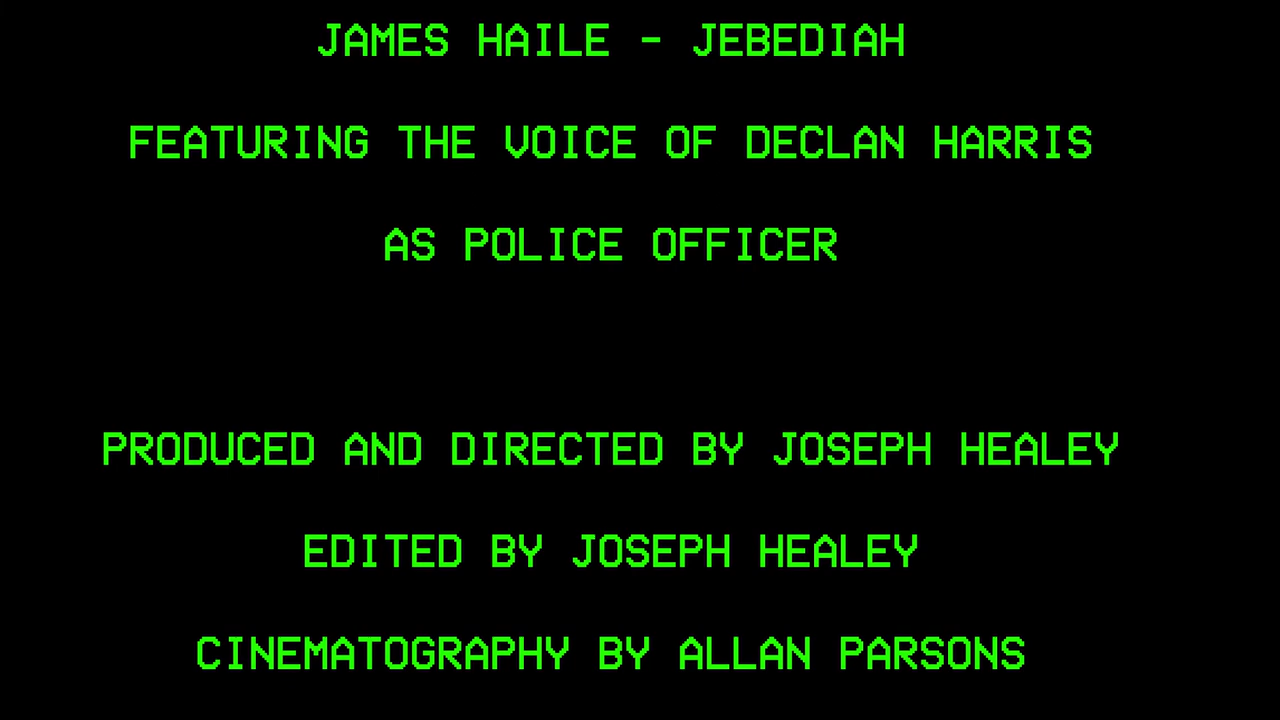 JAMES HAILE - JEBEDIAH
FEATURING THE VOICE OF DECLAN HARRIS
AS POLICE OFFICER
PRODUCED AND DIRECTED BY JOSEPH HEALEY
EDITED BY JOSEPH HEALEY
CINEMATOGRAPHY BY ALLAN PARSONS